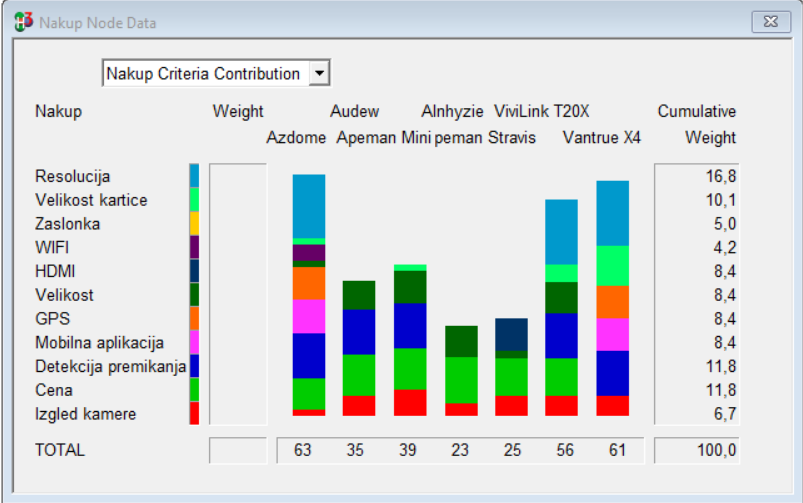 Nakup Node Data
Nakup Criteria Contribution
Nakup Weight Audew Alnhyzie ViviLink T20X Cumulative
Azdome Apeman Mini peman Stravis Vantrue X4 Weight
Resolucija 16,8
Velikost kartice 10,1
Zaslonka 5,0
WIFI 4,2
HDMI 8,4
Velikost 8,4
GPS 8,4
Mobilna aplikacija 8,4
Detekcija premikanja 11,8
Cena 11,8
Izgled kamere 6,7
TOTAL 63 35 39 23 25 56 61 100,0